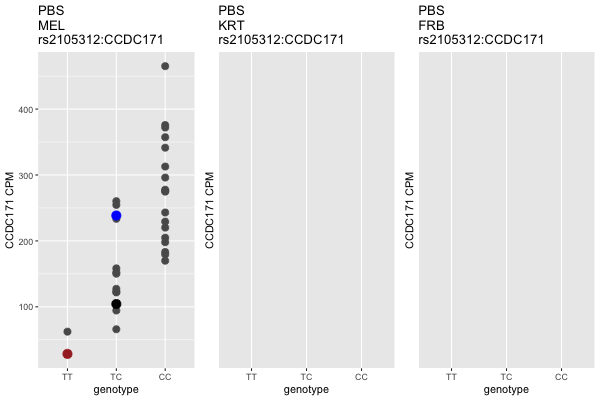 PBS
MEL
rs2105312:CCDC171
PBS
KRT
rs2105312:CCDC171
PBS
FRB
rs2105312:CCDC171
CCDC171 CPM
400
300
200
100
TT
TC
CC
genotype
CCDC171 CPM
TT
TC
CC
genotype
CCDC171 CPM
TT
TC
CC
genotype